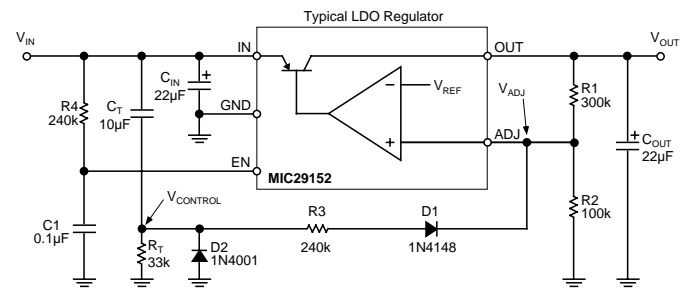 Typical LDO Regulator
VIN
IN
OUT
VOUT
CIN
22µF
R4
240k
CT
10µF
GND
VREF
VADJ
R1
300k
ADJ
COUT
22µF
EN
MIC29152
VCONTROL
R2
100k
C1
0.1µF
RT
33k
D2
1N4001
R3
240k
D1
1N4148